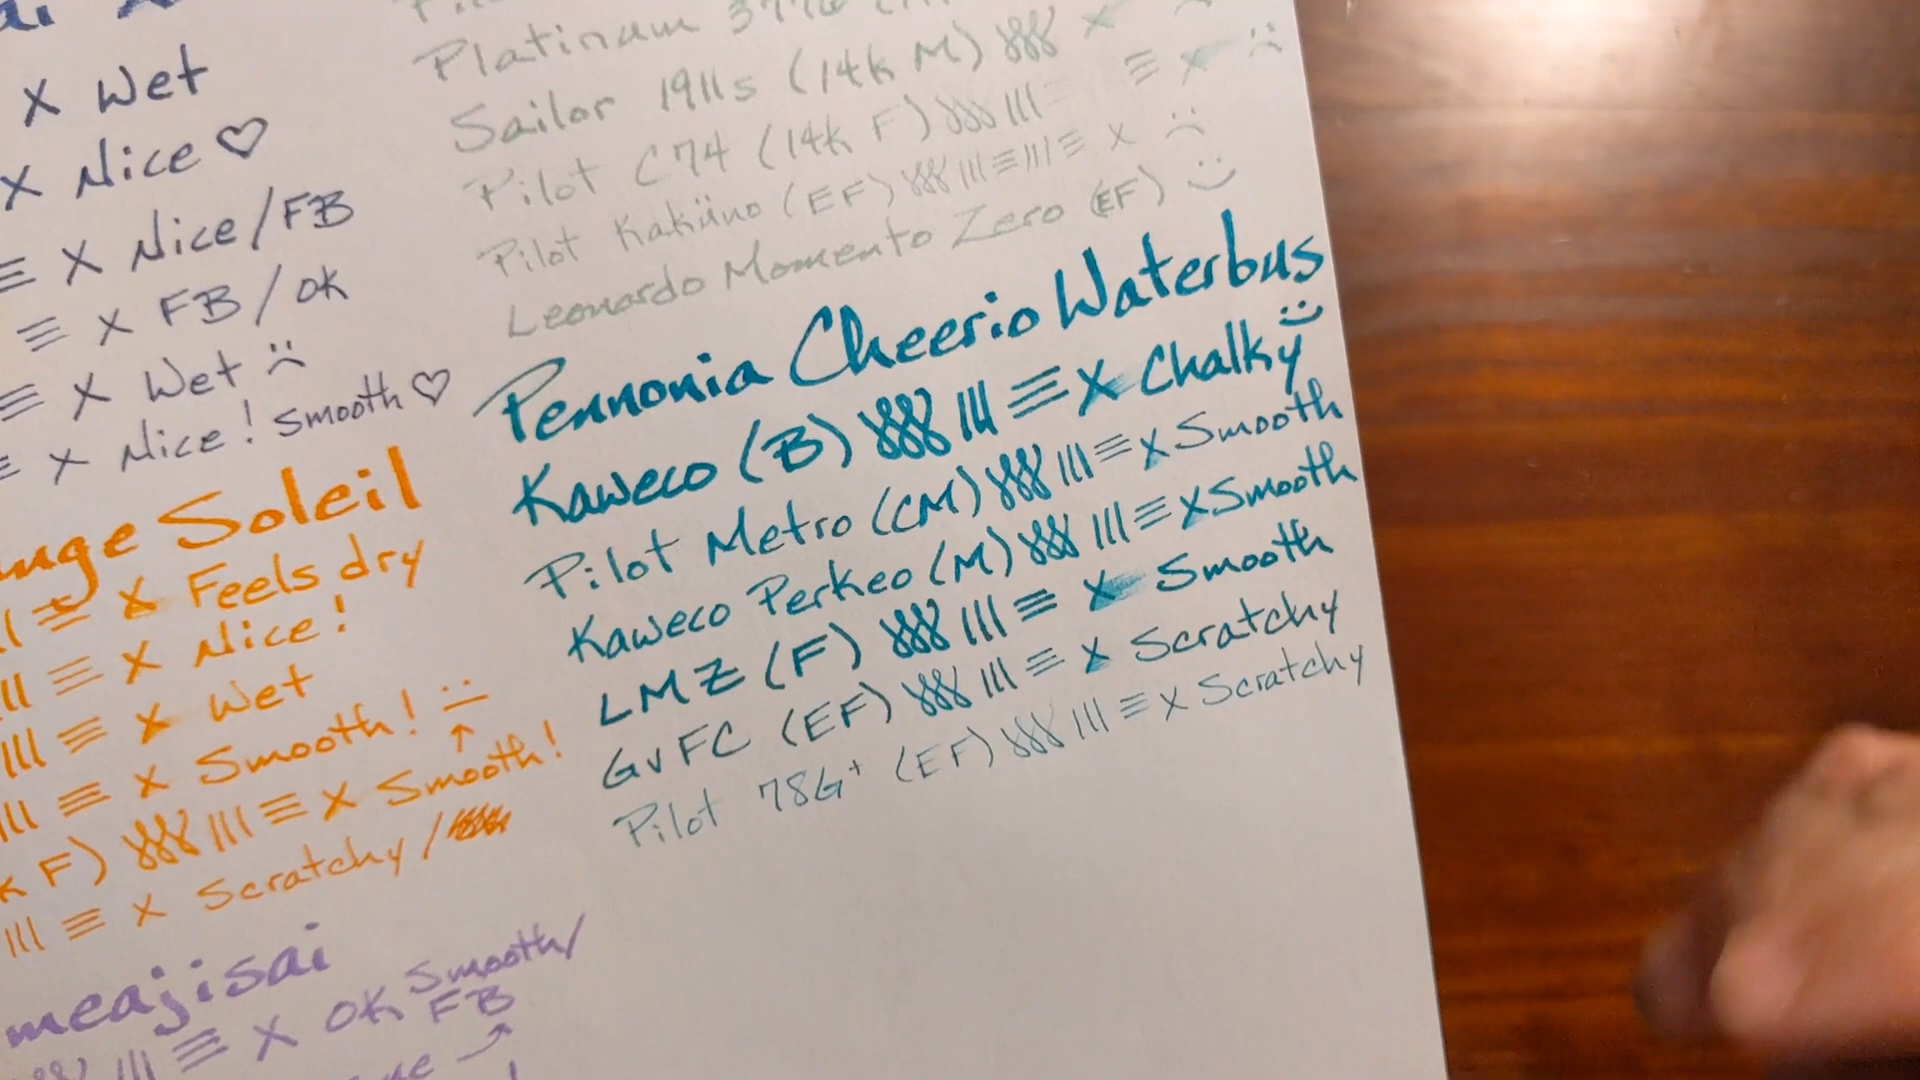 X Wet
X Nice ♡
≡ X Nice/FB
≡ X FB/OK
≡ X Wet ☹
≡ X Nice! Smooth ♡
Soleil
||| ≡ X Feels dry
||| ≡ X Nice!
||| ≡ X Wet
||| ≡ X Smooth!
F) ||| ≡ X Smooth!
||| ≡ X Scratchy/
meajisai
||| ≡ X OK Smooth/
FB
Platinum 3776
Sailor 1911s (14k M) X
Pilot C74 (14k F) ||| ≡ X ☹
Pilot Kaküno (EF) ||| ≡ ||| ≡ X ☹
Leonardo Momento Zero (EF) ☺
Pennonia Cheerio Waterbus
Kaweco (B) ||| ≡ X Chalky ☺
Pilot Metro (CM) ||| ≡ X Smooth
Kaweco Perkeo (M) ||| ≡ X Smooth
LMZ (F) ||| ≡ X Smooth
GvFC (EF) ||| ≡ X Scratchy
Pilot 78G+ (EF) ||| ≡ X Scratchy